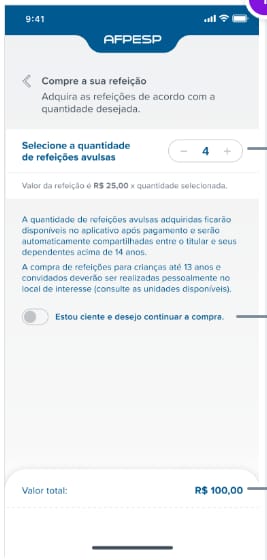 9:41
AFPESP
Compre a sua refeição
Adquira as refeições de acordo com a
quantidade desejada.
Selecione a quantidade
de refeições avulsas
− 4 +
Valor da refeição é R$ 25,00 x quantidade selecionada.
A quantidade de refeições avulsas adquiridas ficarão
disponíveis no aplicativo após pagamento e serão
automaticamente compartilhadas entre o titular e seus
dependentes acima de 14 anos.
A compra de refeições para crianças até 13 anos e
convidados deverão ser realizadas pessoalmente no
local de interesse (consulte as unidades disponíveis).
Estou ciente e desejo continuar a compra.
Valor total: R$ 100,00